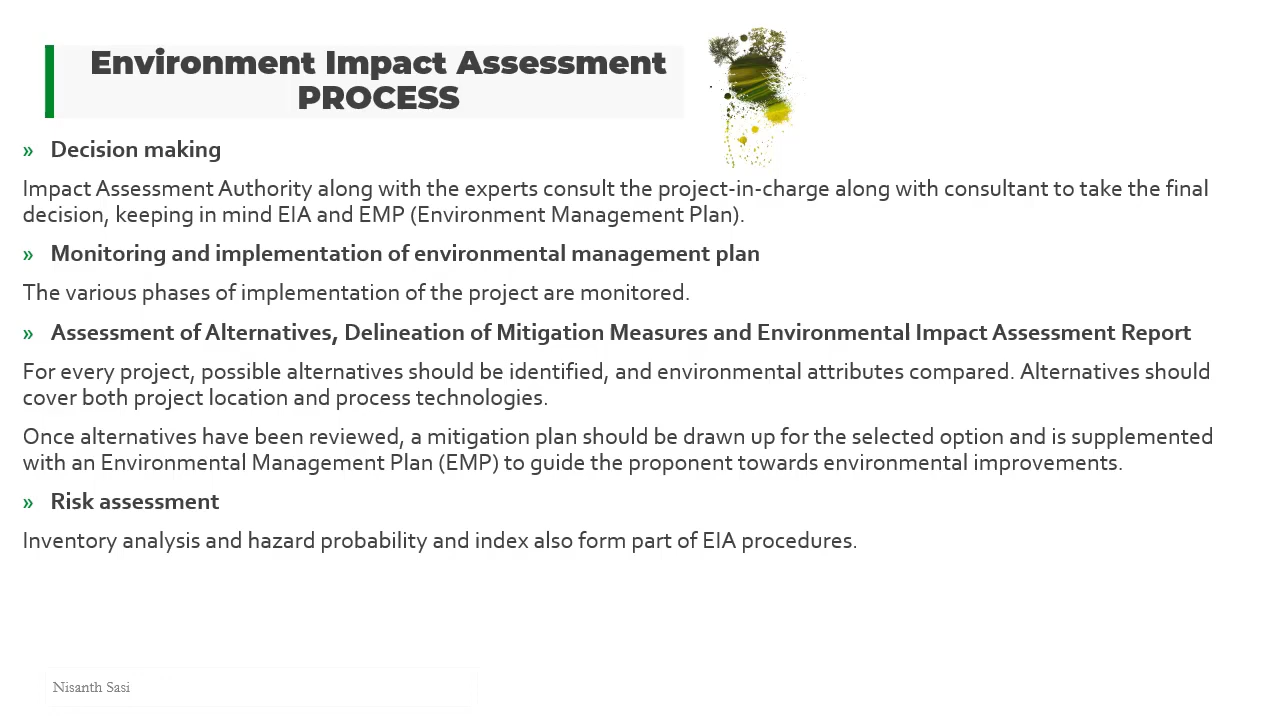 Environment Impact Assessment
PROCESS
» Decision making
Impact Assessment Authority along with the experts consult the project-in-charge along with consultant to take the final
decision, keeping in mind EIA and EMP (Environment Management Plan).
» Monitoring and implementation of environmental management plan
The various phases of implementation of the project are monitored.
» Assessment of Alternatives, Delineation of Mitigation Measures and Environmental Impact Assessment Report
For every project, possible alternatives should be identified, and environmental attributes compared. Alternatives should
cover both project location and process technologies.
Once alternatives have been reviewed, a mitigation plan should be drawn up for the selected option and is supplemented
with an Environmental Management Plan (EMP) to guide the proponent towards environmental improvements.
» Risk assessment
Inventory analysis and hazard probability and index also form part of EIA procedures.
Nisanth Sasi